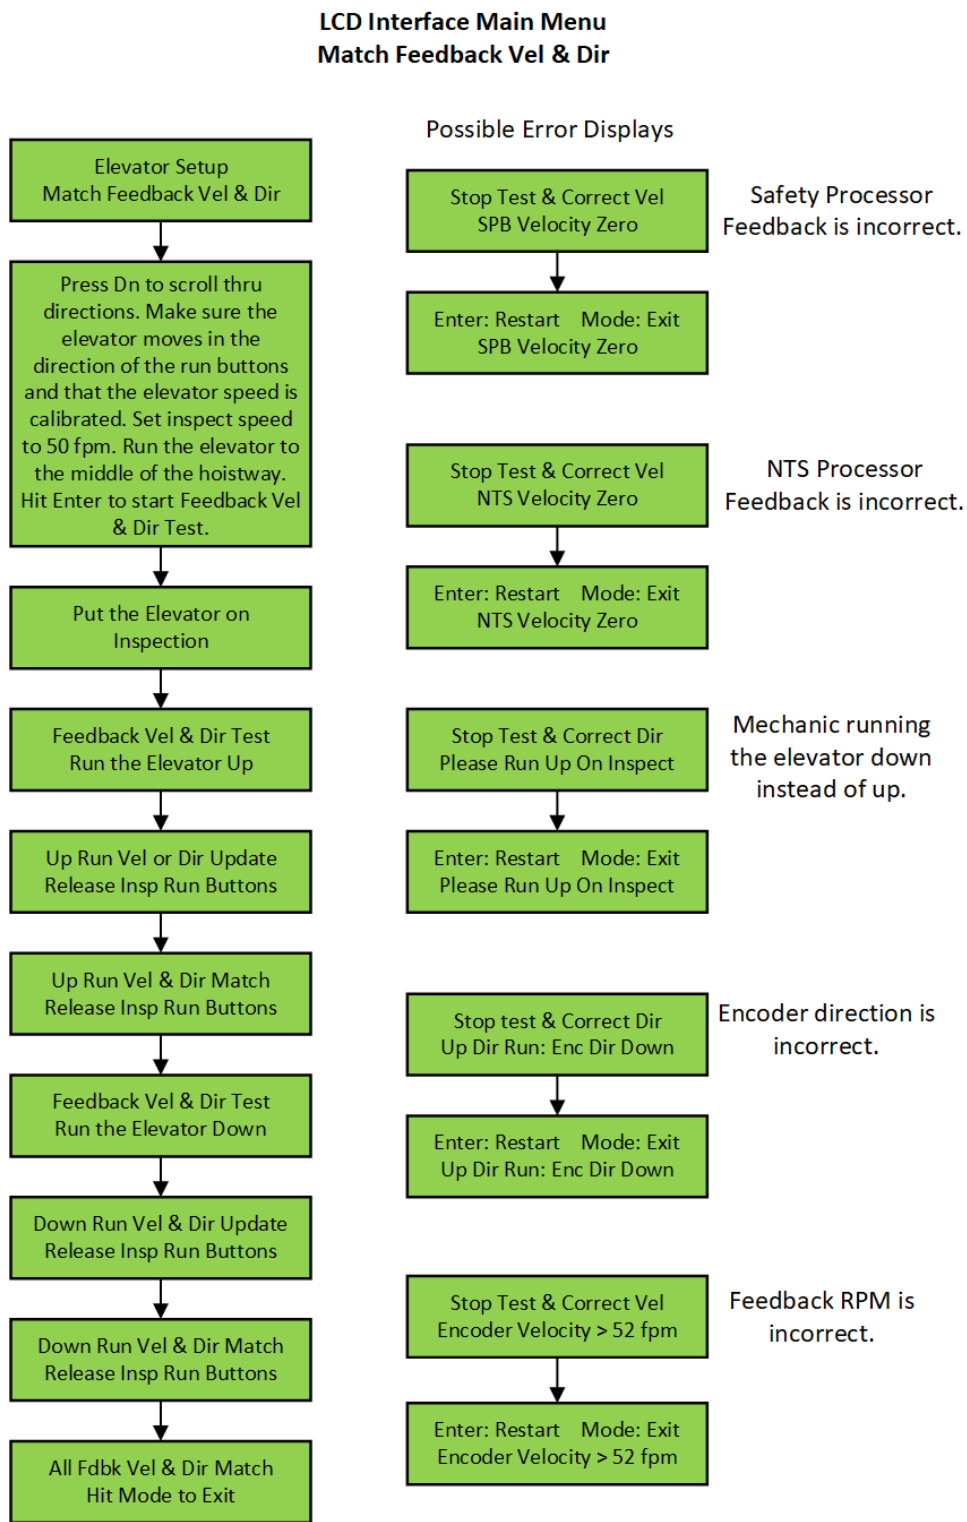 LCD Interface Main Menu
Match Feedback Vel & Dir
Elevator Setup
Match Feedback Vel & Dir
Press Dn to scroll thru
directions. Make sure the
elevator moves in the
direction of the run buttons
and that the elevator speed is
calibrated. Set inspect speed
to 50 fpm. Run the elevator to
the middle of the hoistway.
Hit Enter to start Feedback Vel
& Dir Test.
Put the Elevator on
Inspection
Feedback Vel & Dir Test
Run the Elevator Up
Up Run Vel or Dir Update
Release Insp Run Buttons
Up Run Vel & Dir Match
Release Insp Run Buttons
Feedback Vel & Dir Test
Run the Elevator Down
Down Run Vel & Dir Update
Release Insp Run Buttons
Down Run Vel & Dir Match
Release Insp Run Buttons
All Fdbk Vel & Dir Match
Hit Mode to Exit
Possible Error Displays
Stop Test & Correct Vel
SPB Velocity Zero
Safety Processor
Feedback is incorrect.
Enter: Restart Mode: Exit
SPB Velocity Zero
Stop Test & Correct Vel
NTS Velocity Zero
NTS Processor
Feedback is incorrect.
Enter: Restart Mode: Exit
NTS Velocity Zero
Stop Test & Correct Dir
Please Run Up On Inspect
Mechanic running
the elevator down
instead of up.
Enter: Restart Mode: Exit
Please Run Up On Inspect
Stop test & Correct Dir
Up Dir Run: Enc Dir Down
Encoder direction is
incorrect.
Enter: Restart Mode: Exit
Up Dir Run: Enc Dir Down
Stop Test & Correct Vel
Encoder Velocity > 52 fpm
Feedback RPM is
incorrect.
Enter: Restart Mode: Exit
Encoder Velocity > 52 fpm